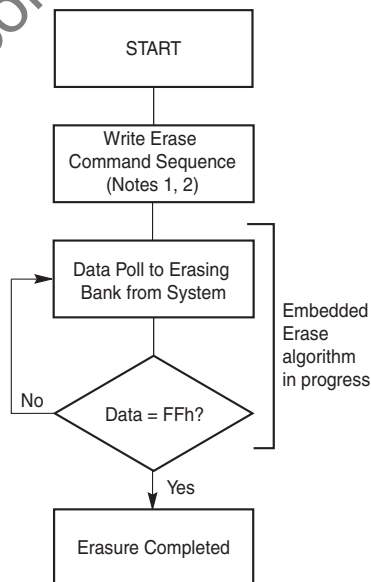 START
Write Erase
Command Sequence
(Notes 1, 2)
Data Poll to Erasing
Bank from System
Embedded
Erase
algorithm
in progress
No
Data = FFh?
Yes
Erasure Completed